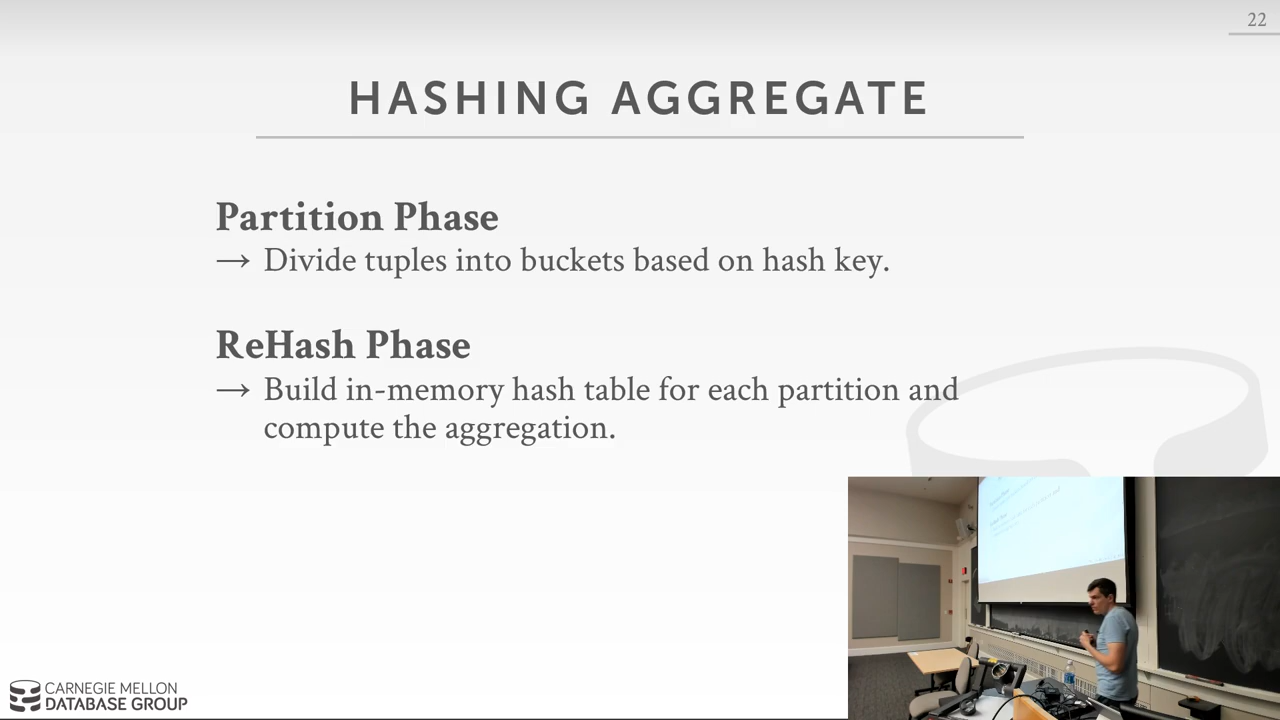 22
HASHING AGGREGATE
Partition Phase
→ Divide tuples into buckets based on hash key.
ReHash Phase
→ Build in-memory hash table for each partition and
compute the aggregation.
CARNEGIE MELLON
DATABASE GROUP